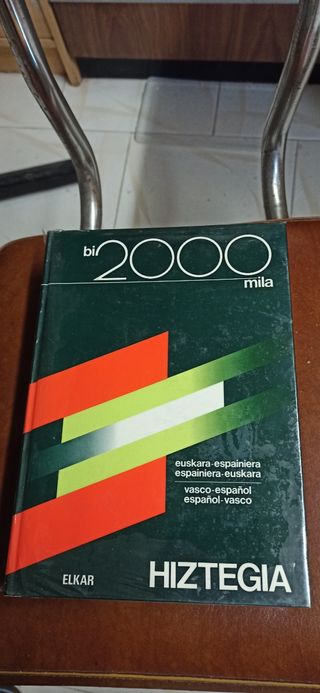 bi 2000
mila
euskara-espainiera
espainiera-euskara
vasco-español
español-vasco
ELKAR
HIZTEGIA